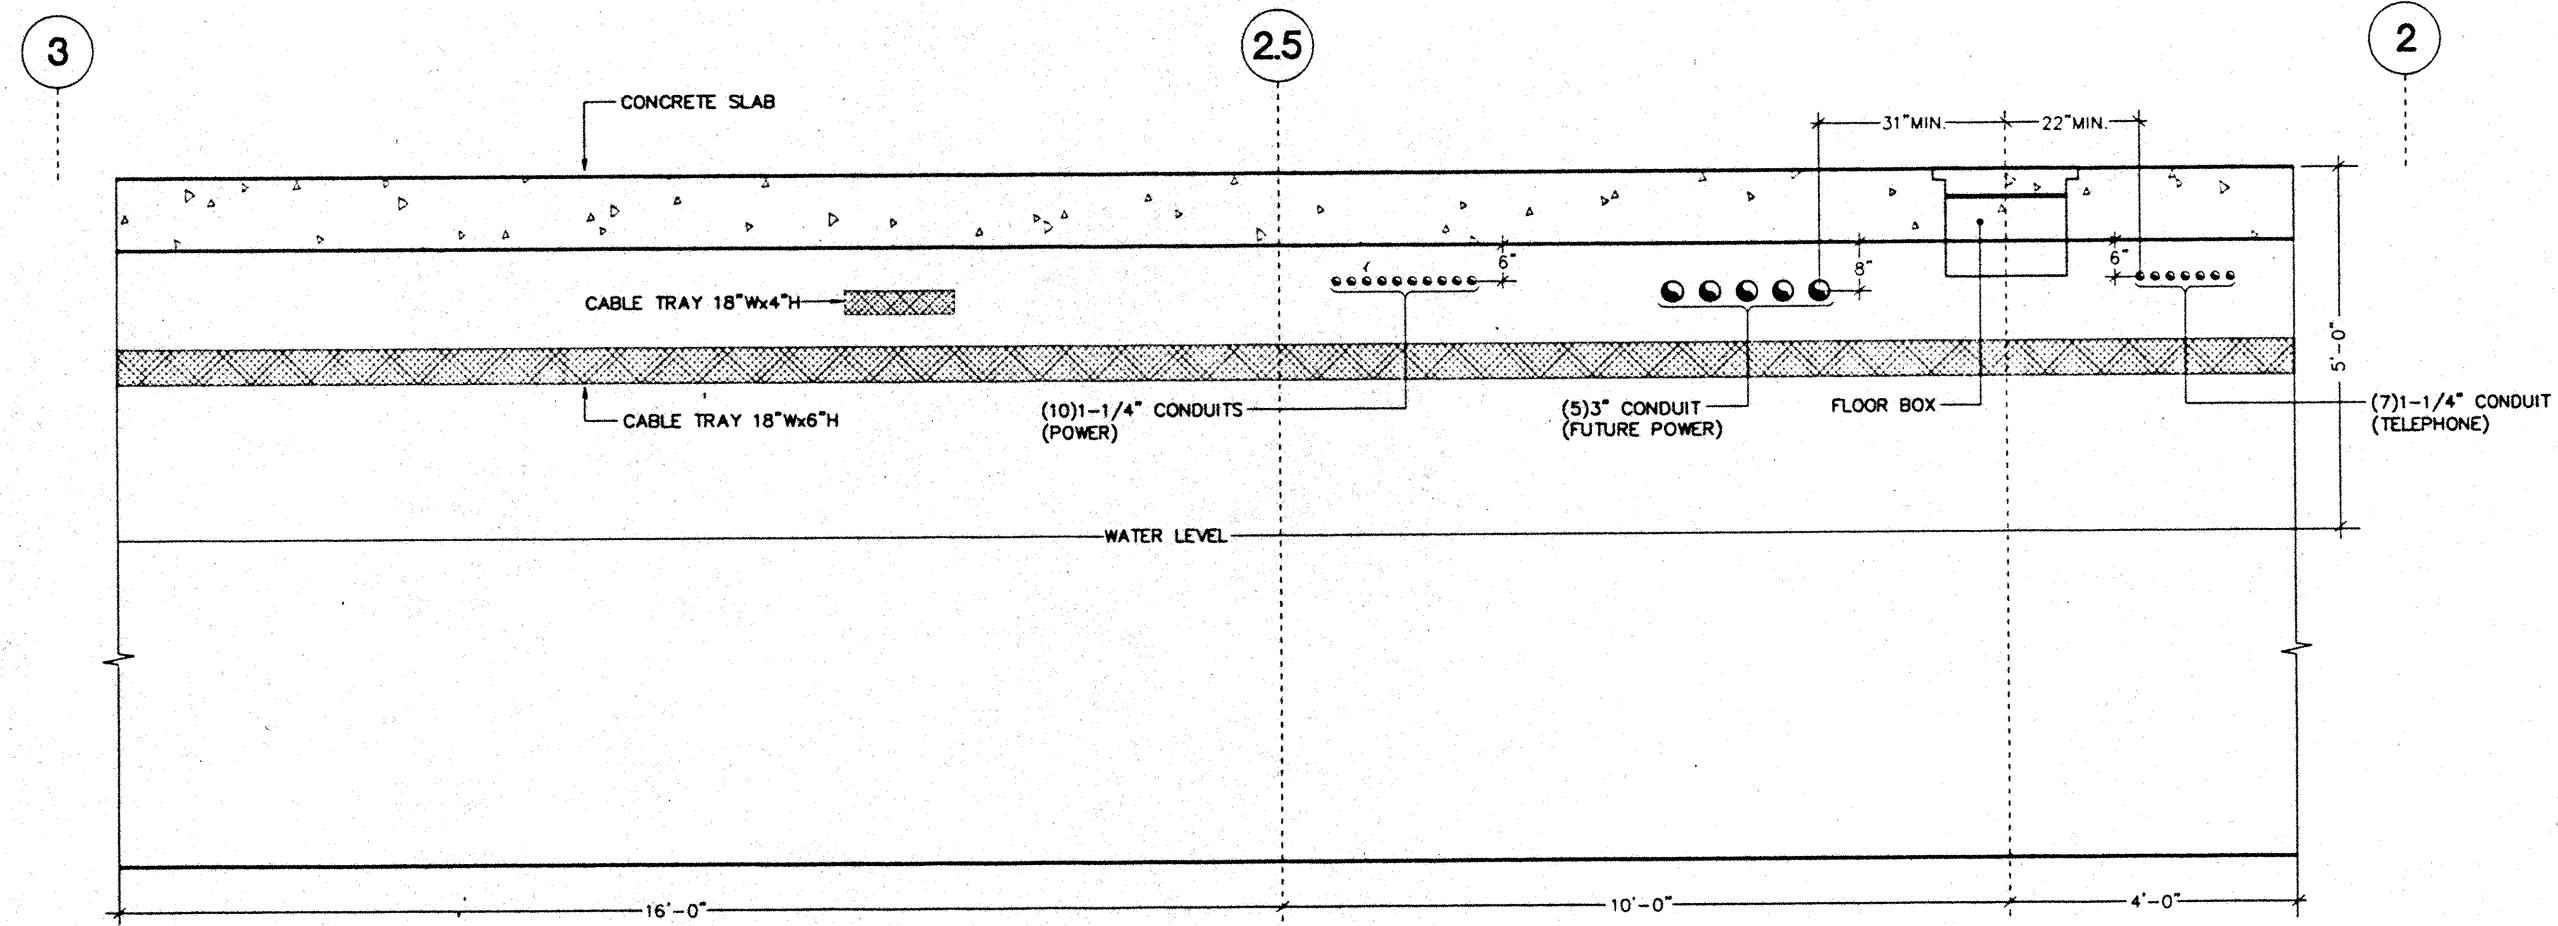 3
2.5
2
CONCRETE SLAB
31"MIN.
22"MIN.
6"
8"
6"
CABLE TRAY 18"Wx4"H
5'-0"
CABLE TRAY 18"Wx6"H
(10)1-1/4" CONDUITS
(POWER)
(5)3" CONDUIT
(FUTURE POWER)
FLOOR BOX
(7)1-1/4" CONDUIT
(TELEPHONE)
WATER LEVEL
16'-0"
10'-0"
4'-0"